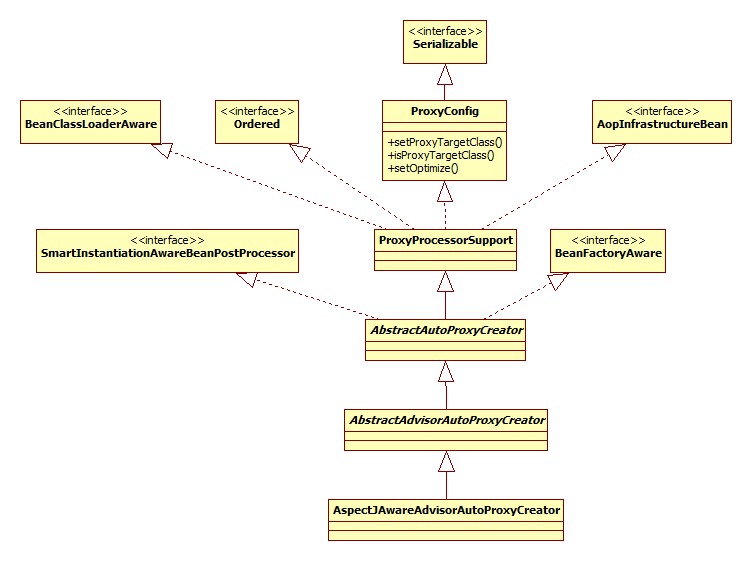 <<interface>>
Serializable
<<interface>>
BeanClassLoaderAware
<<interface>>
Ordered
ProxyConfig
+setProxyTargetClass()
+isProxyTargetClass()
+setOptimize()
<<interface>>
AopInfrastructureBean
<<interface>>
SmartInstantiationAwareBeanPostProcessor
ProxyProcessorSupport
<<interface>>
BeanFactoryAware
AbstractAutoProxyCreator
AbstractAdvisorAutoProxyCreator
AspectJAwareAdvisorAutoProxyCreator